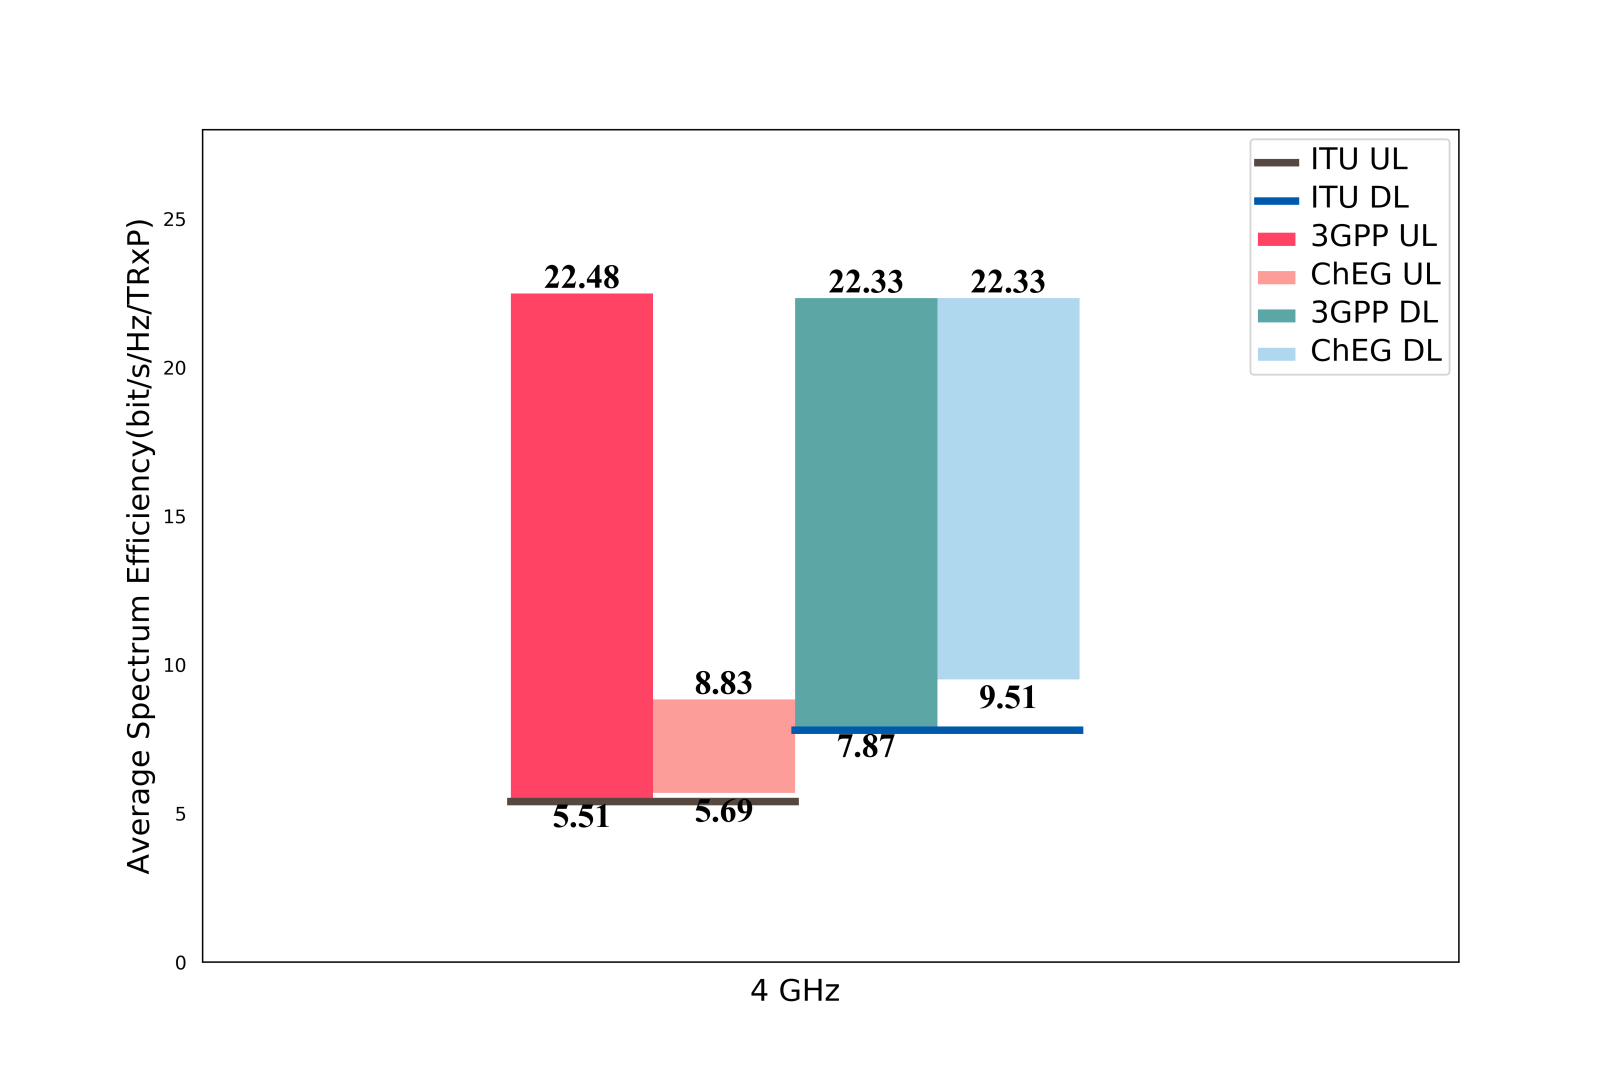 ITU UL
ITU DL
3GPP UL
ChEG UL
3GPP DL
ChEG DL
Average Spectrum Efficiency(bit/s/Hz/TRxP)
25
20
15
10
5
0
22.48
22.33
22.33
8.83
9.51
7.87
5.51
5.69
4 GHz